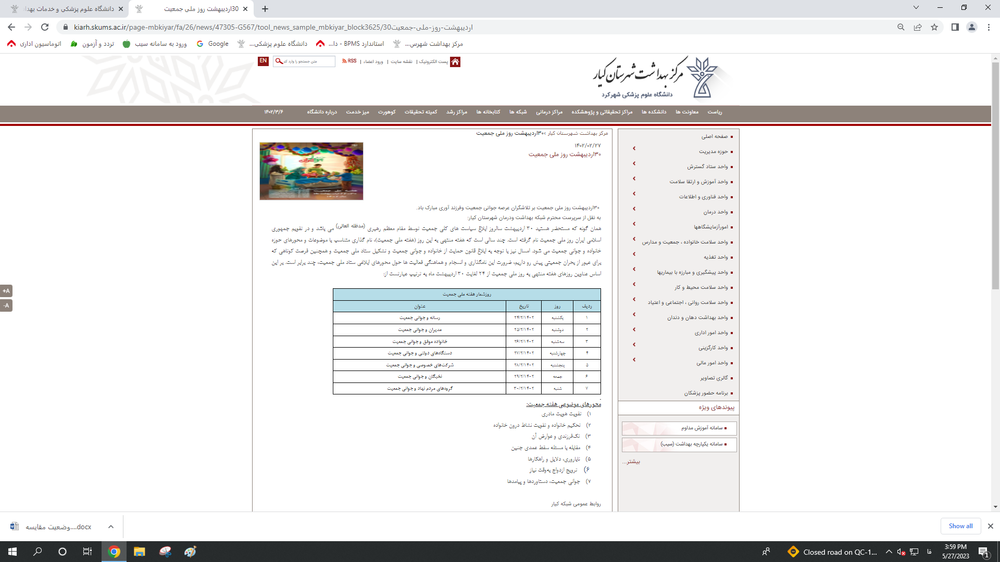 دانشگاه علوم پزشکی و خدمات بهدا
30اردیبهشت روز ملی جمعیت
kiarh.skums.ac.ir/page-mbkiyar/fa/26/news/47305-G567/tool_news_sample_mbkiyar_block3625/30اردیبهشت-روز-ملی-جمعیت
اتوماسیون اداری
تردد و آزمون
ورود به سامانه سیب
Google
دانشگاه علوم پزشکی...
استاندارد BPMS - دا...
مرکز بهداشت شهرس...
EN
متن جستجو را وارد کنـ
RSS | ورود اعضاء | نقشه سایت | پست الکترونیک
مرکز بهداشت شهرستان کیار
دانشگاه علوم پزشکی شهرکرد
ریاست معاونت ها دانشکده ها مراکز تحقیقاتی و پژوهشکده مراکز درمانی شبکه ها کتابخانه ها مراکز رشد کمیته تحقیقات کوهورت میز خدمت درباره دانشگاه ۱۴۰۲/۳/۶
صفحه اصلی
حوزه مدیریت
واحد ستاد گسترش
واحد آموزش و ارتقا سلامت
واحد فناوری و اطلاعات
واحد درمان
امورآزمایشگاهها
واحد سلامت خانواده ، جمعیت و مدارس
واحد تغذیه
واحد پیشگیری و مبارزه با بیماریها
واحد سلامت محیط و کار
واحد سلامت روانی ، اجتماعی و اعتیاد
واحد بهداشت دهان و دندان
واحد امور اداری
واحد کارگزینی
واحد امور مالی
گالری تصاویر
برنامه حضور پزشکان
پیوندهای ویژه
سامانه آموزش مداوم
سامانه یکپارچه بهداشت (سیب)
بیشتر...
مرکز بهداشت شهرستان کیار ›۳۰اردیبهشت روز ملی جمعیت
۱۴۰۲/۰۲/۲۷
۳۰اردیبهشت روز ملی جمعیت
۳۰اردیبهشت روز ملی جمعیت بر تلاشگران عرصه جوانی جمعیت وفرزند آوری مبارک باد.
به نقل از سرپرست محترم شبکه بهداشت ودرمان شهرستان کیار:
همان گونه که مستحضر هستید ۳۰ اردیبهشت سالروز ابلاغ سیاست های کلی جمعیت توسط مقام معظم رهبری (مدظله العالی) می باشد و در تقویم جمهوری
اسلامی ایران روز ملی جمعیت نام گرفته است. چند سالی است که هفته منتهی به این روز (هفته ملی جمعیت)، نام گذاری متناسب با موضوعات و محورهای حوزه
خانواده و جوانی جمعیت می شود. امسال نیز با توجه به ابلاغ قانون حمایت از خانواده و جوانی جمعیت و تشکیل ستاد ملی جمعیت و همچنین فرصت کوتاهی که
برای عبور از بحران جمعیتی پیش رو داریم، ضرورت این نامگذاری و انسجام و هماهنگی فعالیت ها حول محورهای ابلاغی ستاد ملی جمعیت، چند برابر است. بر این
اساس عناوین روزهای هفته منتهی به روز ملی جمعیت از ۲۴ لغایت ۳۰ اردیبهشت ماه به ترتیب عبارتست از:
روزشمار هفته ملی جمعیت
ردیف روز تاریخ عنوان
۱ یکشنبه ۲۴/۲/۱۴۰۲ رسانه و جوانی جمعیت
۲ دوشنبه ۲۵/۲/۱۴۰۲ مدیران و جوانی جمعیت
۳ سه‌شنبه ۲۶/۲/۱۴۰۲ خانواده موفق و جوانی جمعیت
۴ چهارشنبه ۲۷/۲/۱۴۰۲ دستگاه‌های دولتی و جوانی جمعیت
۵ پنجشنبه ۲۸/۲/۱۴۰۲ شرکت‌های خصوصی و جوانی جمعیت
۶ جمعه ۲۹/۲/۱۴۰۲ نخبگان و جوانی جمعیت
۷ شنبه ۳۰/۲/۱۴۰۲ گروه‌های مردم نهاد و جوانی جمعیت
محورهای موضوعی هفته جمعیت:
۱) تقویت هویت مادری
۲) تحکیم خانواده و تقویت نشاط درون خانواده
۳) تک‌فرزندی و عوارض آن
۴) مقابله با مسئله سقط عمدی جنین
۵) ناباروری، دلایل و راهکارها
۶) ترویج ازدواج به‌وقت نیاز
۷) جوانی جمعیت، دستاوردها و پیامدها
روابط عمومی شبکه کیار
+A
-A
وضعیت مقایسه....docx
Show all
Closed road on QC-1...
فا
3:59 PM
5/27/2023
1